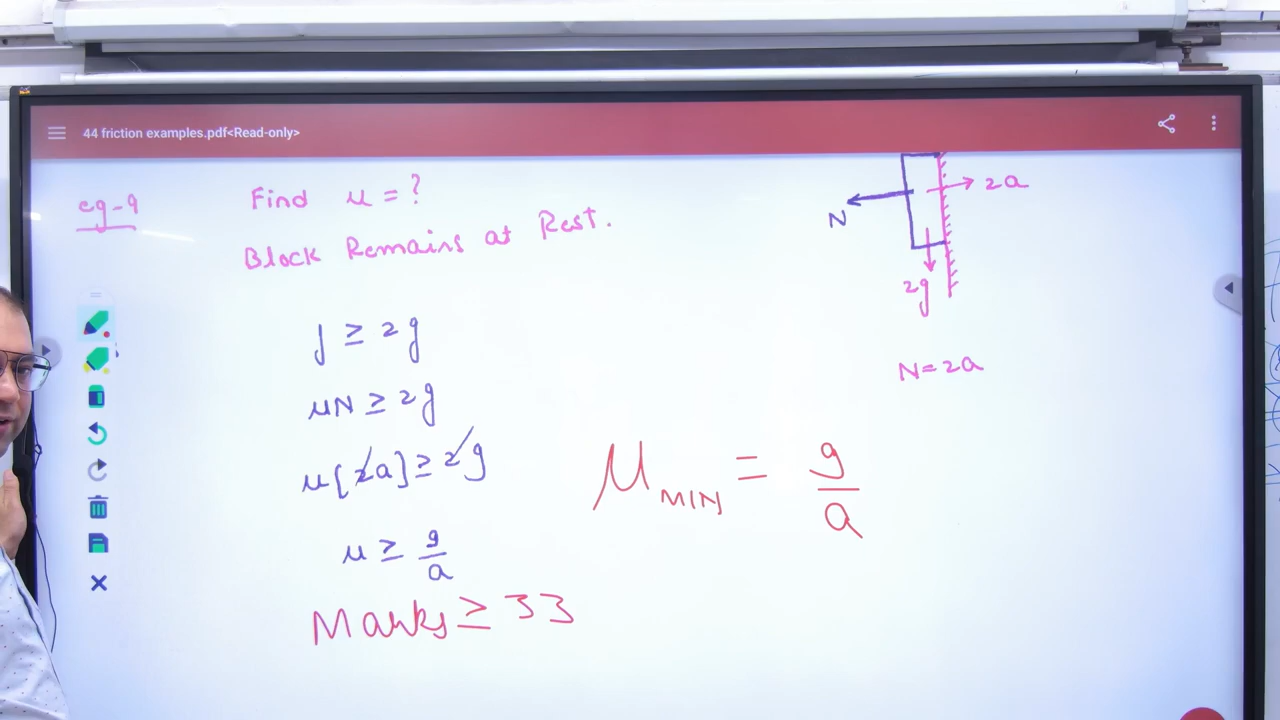 44 friction examples.pdf<Read-only>
eg-9
Find μ = ?
Block Remains at Rest.
N
2a
2g
N=2a
f ≥ 2g
μN ≥ 2g
μ[2a] ≥ 2g
μ ≥ g/a
μMIN = g/a
Marks ≥ 33